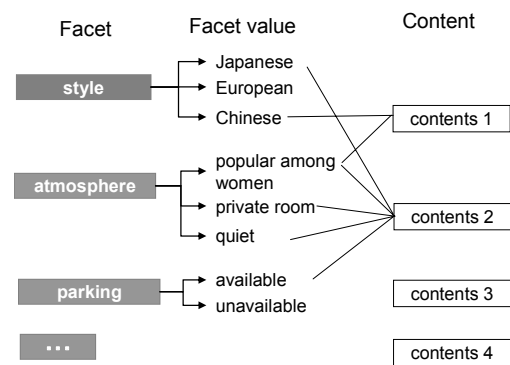 Facet
Facet value
Content
style
Japanese
European
Chinese
contents 1
atmosphere
popular among
women
private room
quiet
contents 2
parking
available
unavailable
contents 3
...
contents 4